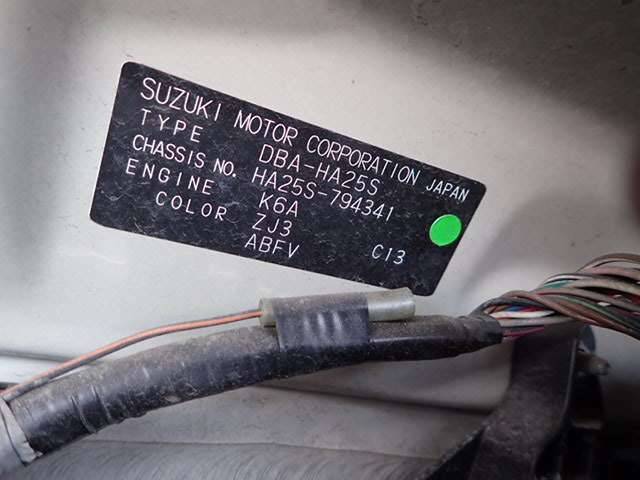 SUZUKI MOTOR CORPORATION JAPAN
TYPE DBA-HA25S
CHASSIS NO. HA25S-794341
ENGINE K6A
COLOR ZJ3
ABFV C13